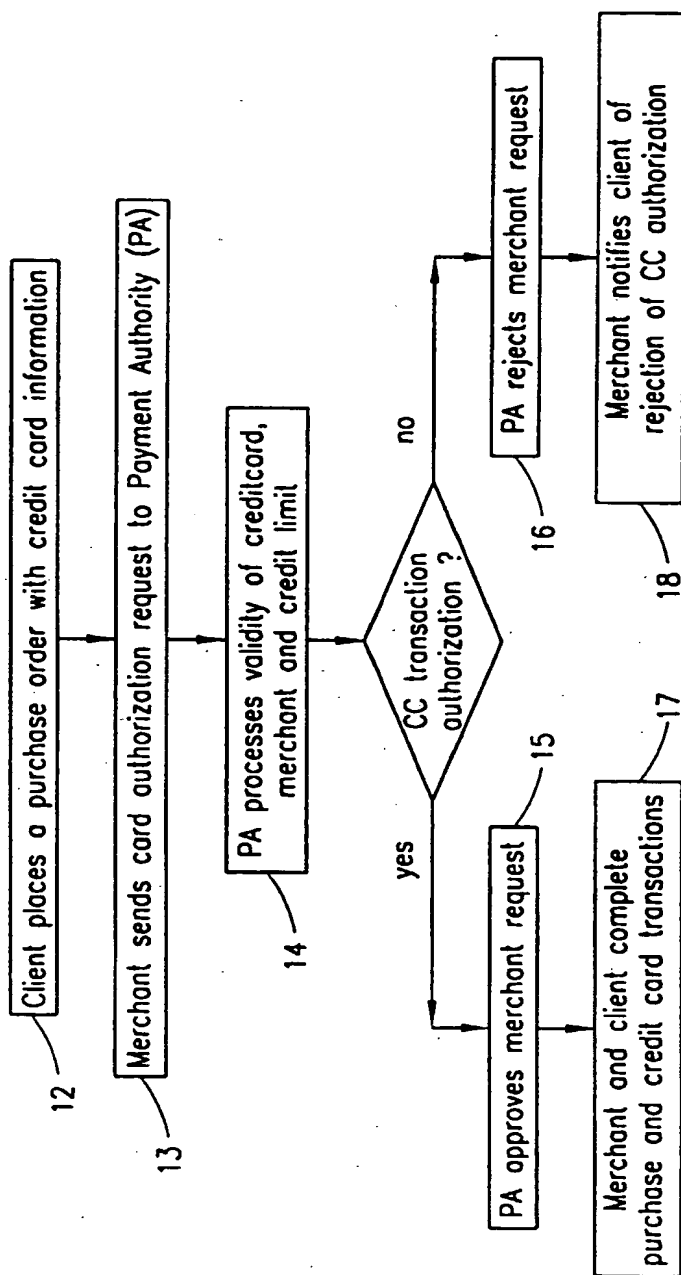 12
Client places a purchase order with credit card information
13
Merchant sends card authorization request to Payment Authority (PA)
14
PA processes validity of creditcard,
merchant and credit limit
CC transaction
authorization ?
yes
no
15
PA approves merchant request
16
PA rejects merchant request
17
Merchant and client complete
purchase and credit card transactions
18
Merchant notifies client of
rejection of CC authorization